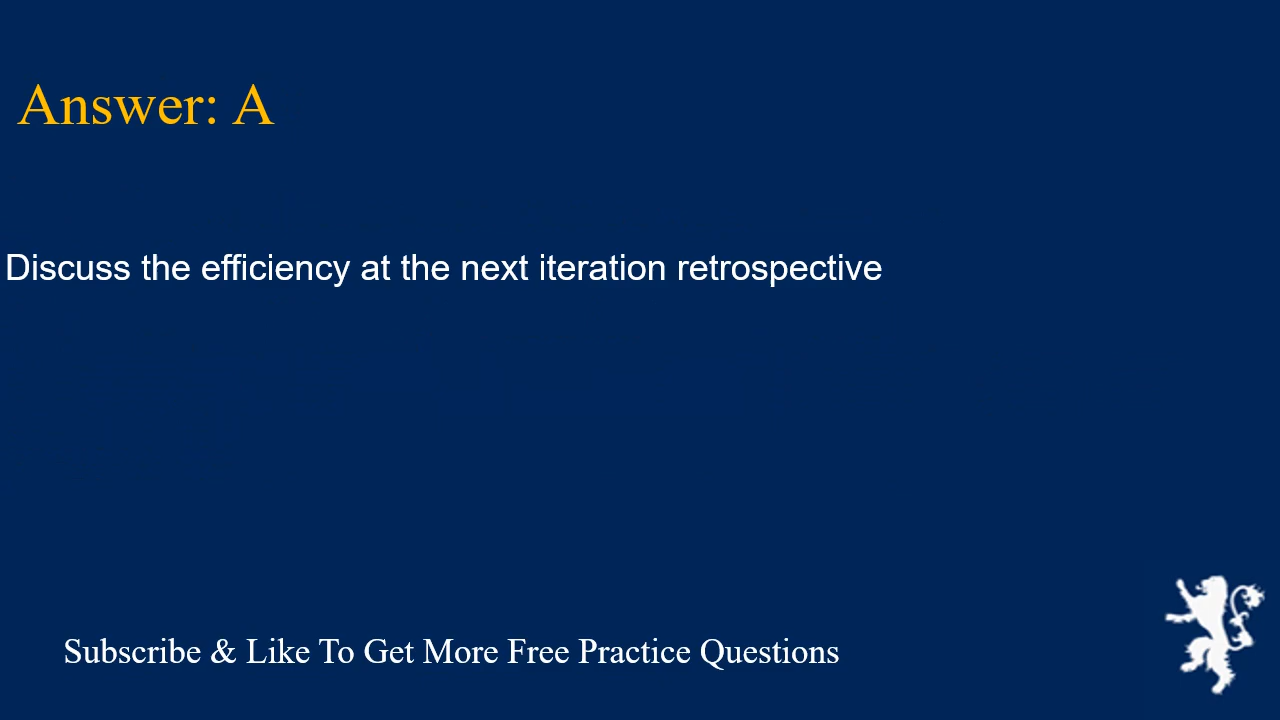 Answer: A
Discuss the efficiency at the next iteration retrospective
Subscribe & Like To Get More Free Practice Questions